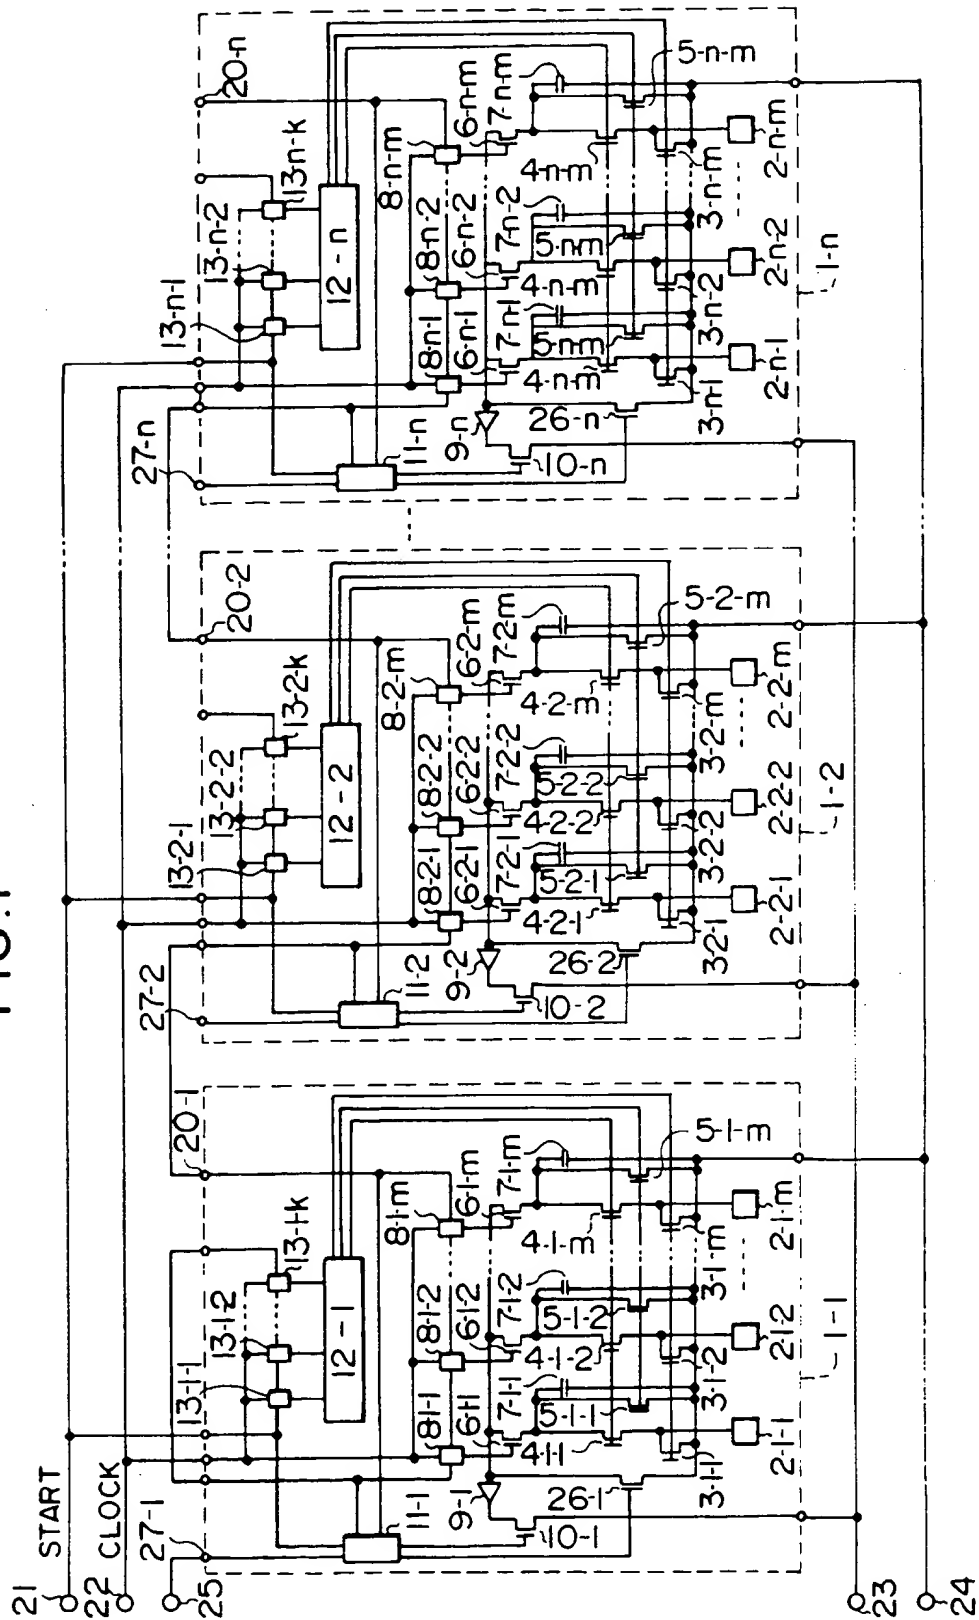 FIG. 1
21
START
22
CLOCK
25
27-1
20-1
13-1-1
13-1-2
13-1-k
12-1
11-1
8-1-1
8-1-2
8-1-m
6-1-1
7-1-1
6-1-2
7-1-2
6-1-m
7-1-m
9-1
10-1
26-1
4-1-1
5-1-1
4-1-2
5-1-2
4-1-m
5-1-m
3-1-1
3-1-2
3-1-m
2-1-1
2-1-2
2-1-m
1-1
27-2
20-2
13-2-1
13-2-2
13-2-k
12-2
11-2
8-2-1
8-2-2
8-2-m
6-2-1
7-2-1
6-2-2
7-2-2
6-2-m
7-2-m
9-2
10-2
26-2
4-2-1
5-2-1
4-2-2
5-2-2
4-2-m
5-2-m
32-1
3-2-2
3-2-m
2-2-1
2-2-2
2-2-m
1-2
27-n
20-n
13-n-1
13-n-2
13-n-k
12-n
11-n
8-n-1
8-n-2
8-n-m
6-n-1
7-n-1
6-n-2
7-n-2
6-n-m
7-n-m
9-n
10-n
26-n
4-n-m
5-n-m
4-n-m
5-n-m
4-n-m
5-n-m
3-n-1
3-n-2
3-n-m
2-n-1
2-n-2
2-n-m
1-n
23
24